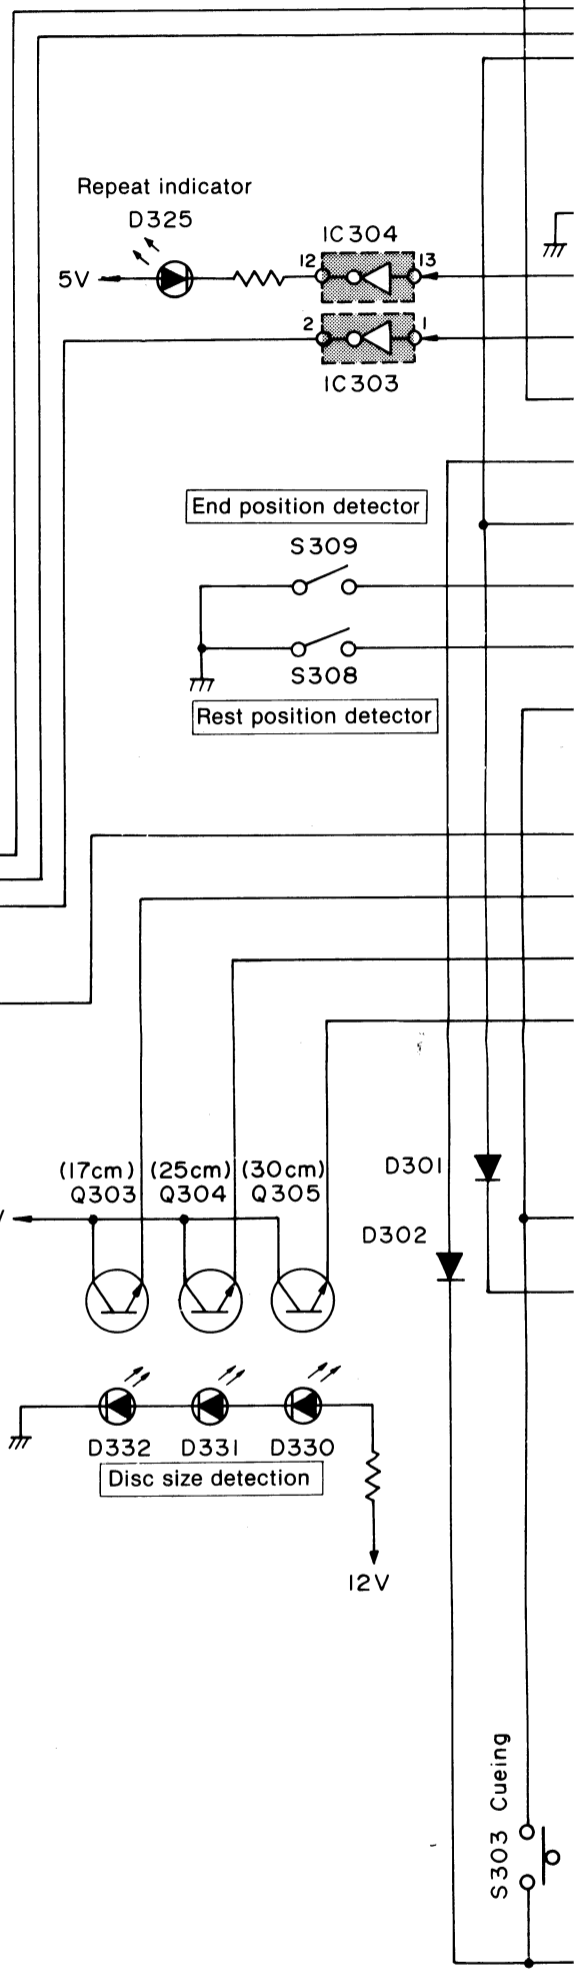 Repeat indicator
D325
IC304
5V
12
13
2
1
IC303
End position detector
S309
S308
Rest position detector
(17cm) (25cm) (30cm)
Q303 Q304 Q305
D301
D302
D332 D331 D330
Disc size detection
12V
S303 Cueing